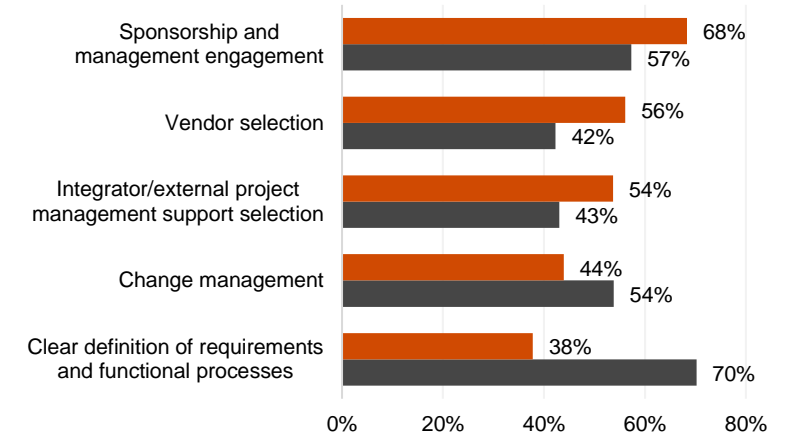 Sponsorship and
management engagement
68%
57%
Vendor selection
56%
42%
Integrator/external project
management support selection
54%
43%
Change management
44%
54%
Clear definition of requirements
and functional processes
38%
70%
0% 20% 40% 60% 80%